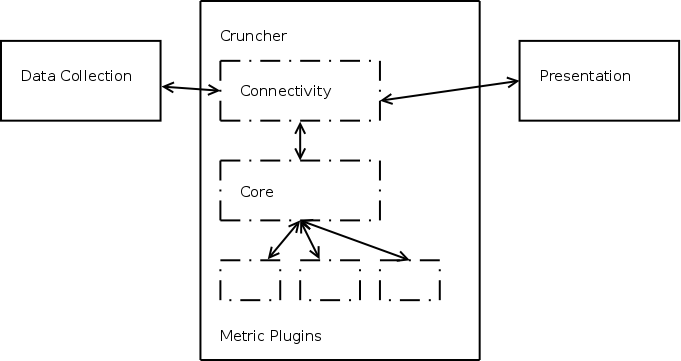 Cruncher
Data Collection
Connectivity
Presentation
Core
Metric Plugins